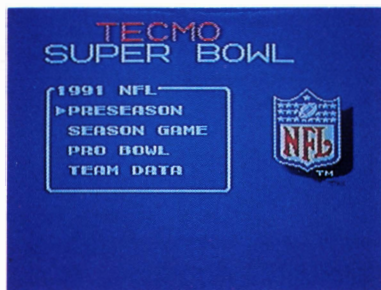 TECMO
SUPER BOWL
1991 NFL
PRESEASON
SEASON GAME
PRO BOWL
TEAM DATA
NFL
TM